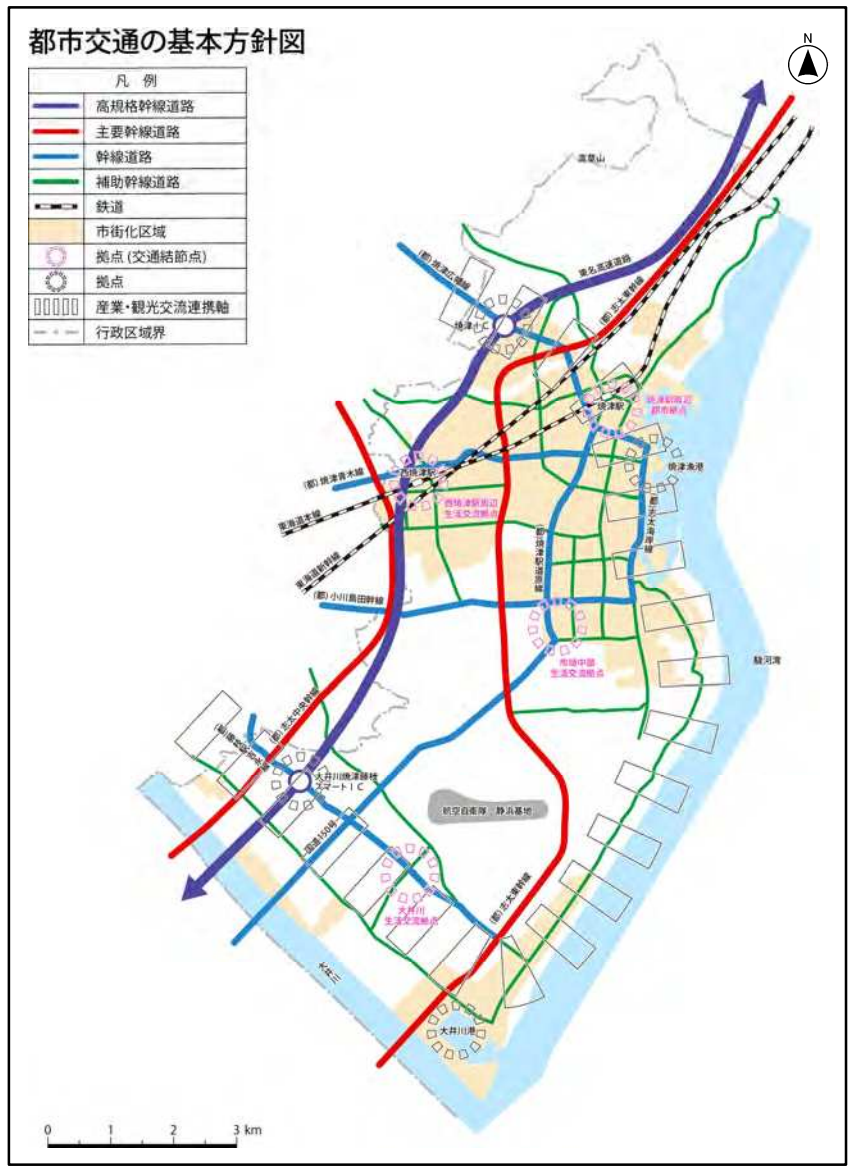 都市交通の基本方針図
N
凡 例
高規格幹線道路
主要幹線道路
幹線道路
補助幹線道路
鉄道
市街化区域
拠点 (交通結節点)
拠点
産業・観光交流連携軸
行政区域界
高草山
(都) 焼津広幡線
東名高速道路
(都) 志太東幹線
焼津IC
焼津駅
焼津駅周辺
都市拠点
西焼津駅
焼津漁港
(都) 焼津青木線
西焼津駅周辺
生活交流拠点
(都) 志太海岸線
東海道本線
(都) 焼津駅道原線
東海道新幹線
(都) 小川島田幹線
市域中部
生活交流拠点
駿河湾
(都) 志太中央幹線
大井川焼津藤枝
スマートIC
航空自衛隊 静浜基地
国道150号
大井川
生活交流拠点
(都) 志太東幹線
大井川
大井川港
0 1 2 3 km